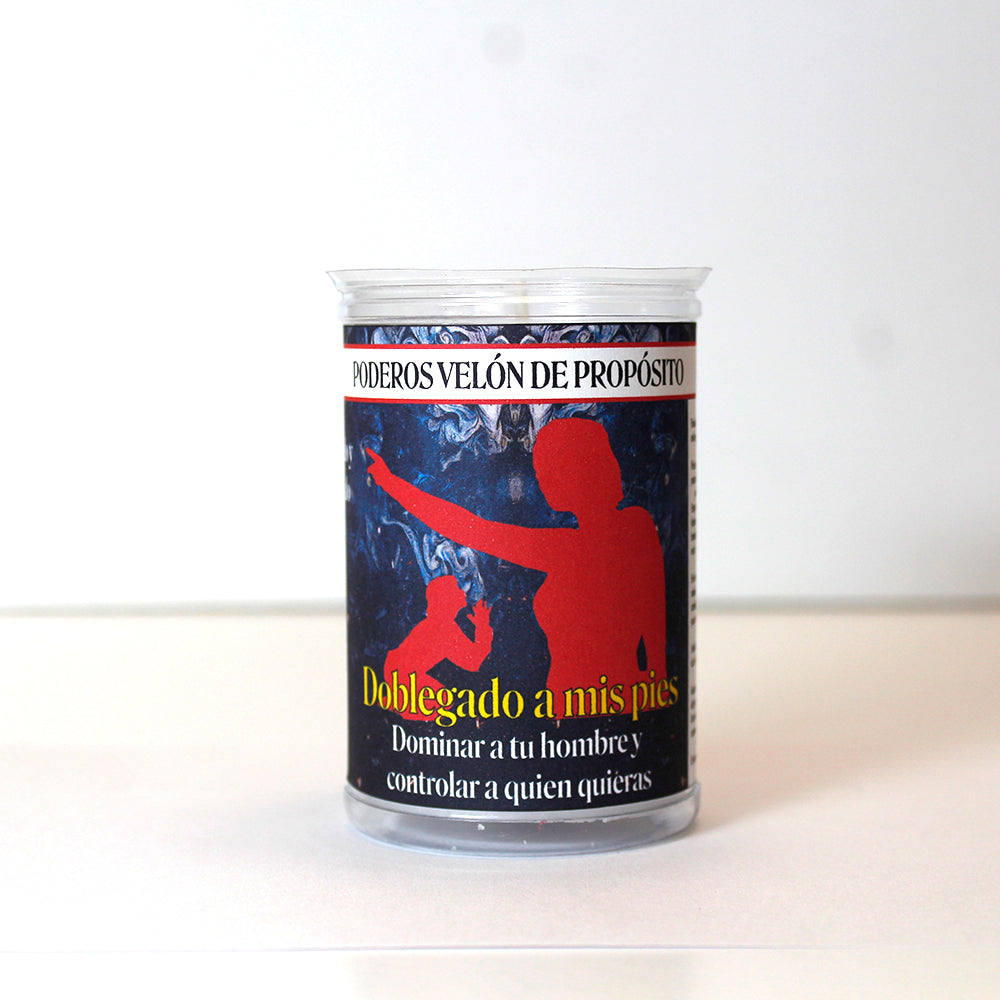 PODEROS VELÓN DE PROPÓSITO
Doblegado a mis pies
Dominar a tu hombre y
controlar a quien quieras